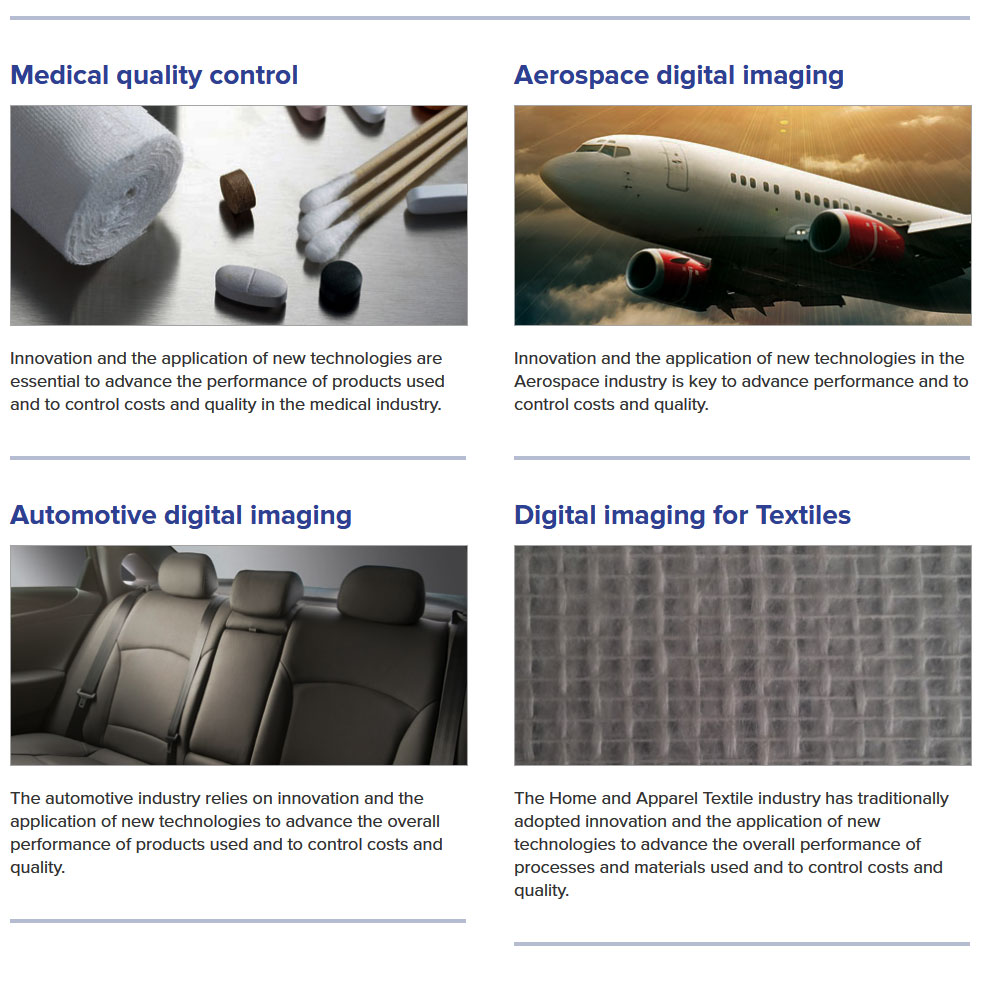 Medical quality control
Innovation and the application of new technologies are
essential to advance the performance of products used
and to control costs and quality in the medical industry.
Aerospace digital imaging
Innovation and the application of new technologies in the
Aerospace industry is key to advance performance and to
control costs and quality.
Automotive digital imaging
The automotive industry relies on innovation and the
application of new technologies to advance the overall
performance of products used and to control costs and
quality.
Digital imaging for Textiles
The Home and Apparel Textile industry has traditionally
adopted innovation and the application of new
technologies to advance the overall performance of
processes and materials used and to control costs and
quality.